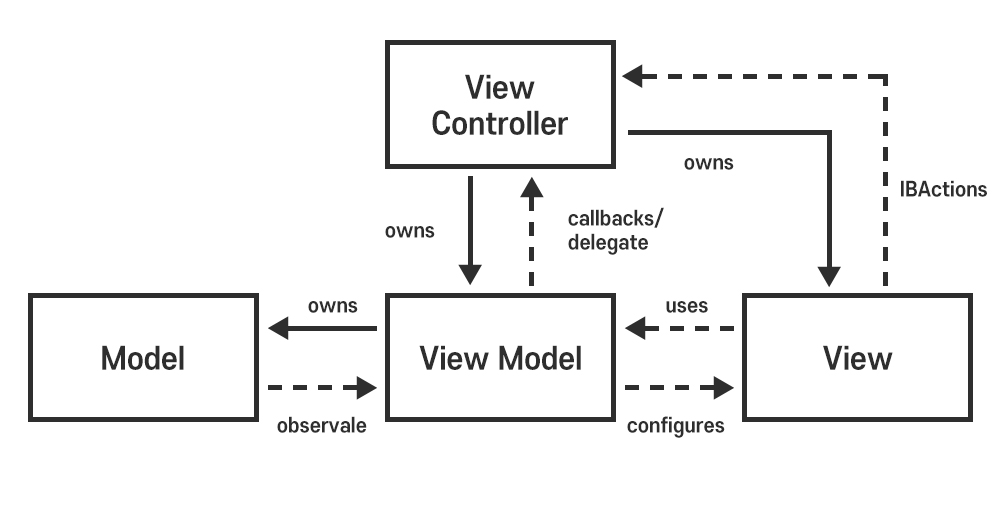 View
Controller
owns
IBActions
owns
callbacks/
delegate
owns
uses
Model
View Model
View
observale
configures